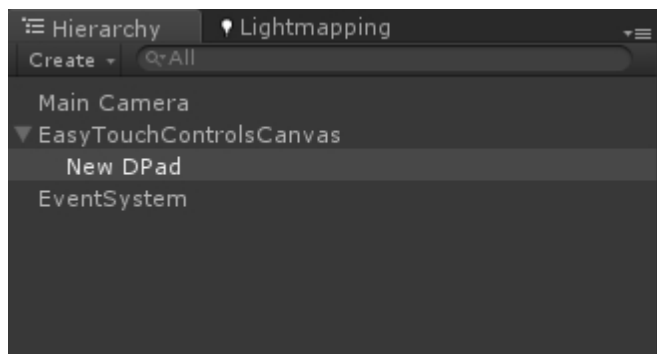 Hierarchy Lightmapping
Create All
Main Camera
EasyTouchControlsCanvas
New DPad
EventSystem